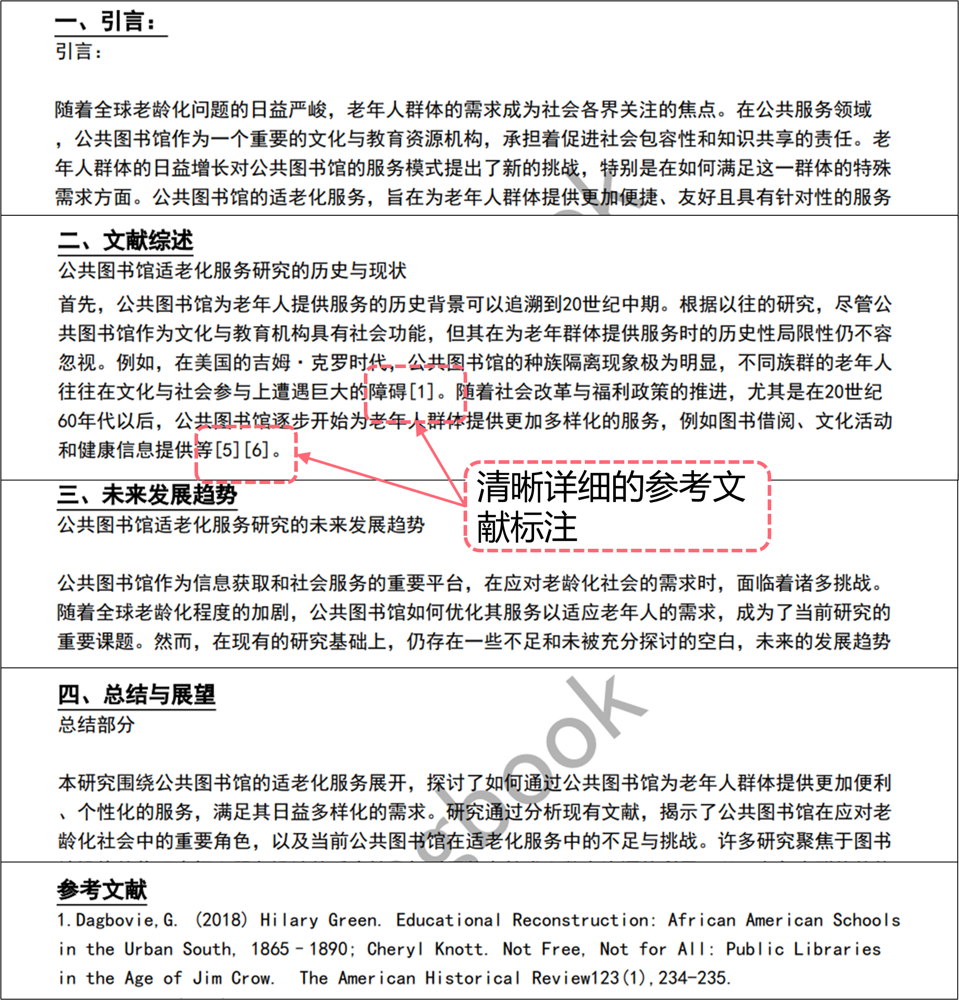 一、引言：
引言：
随着全球老龄化问题的日益严峻，老年人群体的需求成为社会各界关注的焦点。在公共服务领域
，公共图书馆作为一个重要的文化与教育资源机构，承担着促进社会包容性和知识共享的责任。老
年人群体的日益增长对公共图书馆的服务模式提出了新的挑战，特别是在如何满足这一群体的特殊
需求方面。公共图书馆的适老化服务，旨在为老年人群体提供更加便捷、友好且具有针对性的服务
二、文献综述
公共图书馆适老化服务研究的历史与现状
首先，公共图书馆为老年人提供服务的历史背景可以追溯到20世纪中期。根据以往的研究，尽管公
共图书馆作为文化与教育机构具有社会功能，但其在为老年群体提供服务时的历史性局限性仍不容
忽视。例如，在美国的吉姆·克罗时代，公共图书馆的种族隔离现象极为明显，不同族群的老年人
往往在文化与社会参与上遭遇巨大的障碍[1]。随着社会改革与福利政策的推进，尤其是在20世纪
60年代以后，公共图书馆逐步开始为老年人群体提供更加多样化的服务，例如图书借阅、文化活动
和健康信息提供等[5][6]。
清晰详细的参考文
献标注
三、未来发展趋势
公共图书馆适老化服务研究的未来发展趋势
公共图书馆作为信息获取和社会服务的重要平台，在应对老龄化社会的需求时，面临着诸多挑战。
随着全球老龄化程度的加剧，公共图书馆如何优化其服务以适应老年人的需求，成为了当前研究的
重要课题。然而，在现有的研究基础上，仍存在一些不足和未被充分探讨的空白，未来的发展趋势
四、总结与展望
总结部分
本研究围绕公共图书馆的适老化服务展开，探讨了如何通过公共图书馆为老年人群体提供更加便利
、个性化的服务，满足其日益多样化的需求。研究通过分析现有文献，揭示了公共图书馆在应对老
龄化社会中的重要角色，以及当前公共图书馆在适老化服务中的不足与挑战。许多研究聚焦于图书
gbook
参考文献
1.Dagbovie,G. (2018) Hilary Green. Educational Reconstruction: African American Schools
in the Urban South, 1865–1890; Cheryl Knott. Not Free, Not for All: Public Libraries
in the Age of Jim Crow. The American Historical Review123(1),234-235.